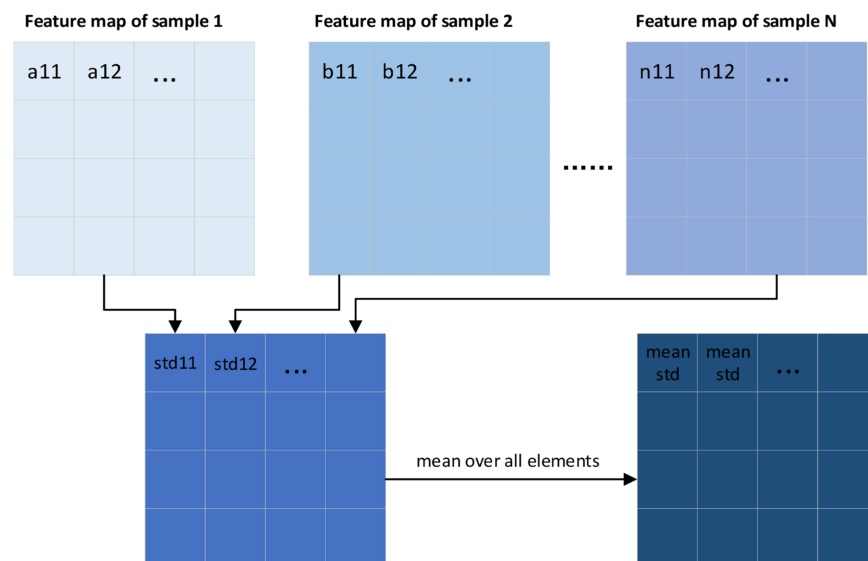 Feature map of sample 1
Feature map of sample 2
Feature map of sample N
a11 a12 ...
b11 b12 ...
n11 n12 ...
......
std11 std12 ...
mean std
mean std
...
mean over all elements